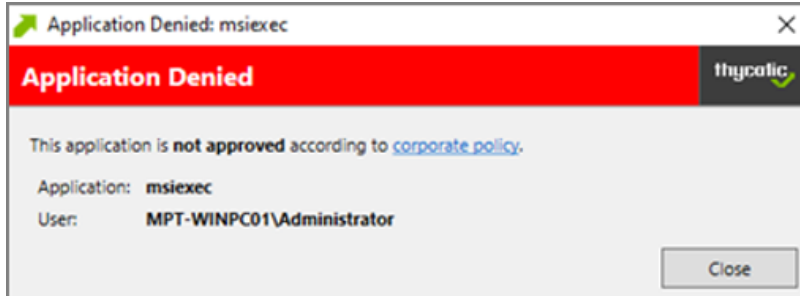 Application Denied: msiexec
Application Denied
thycotic
This application is not approved according to corporate policy.
Application: msiexec
User: MPT-WINPC01\Administrator
Close